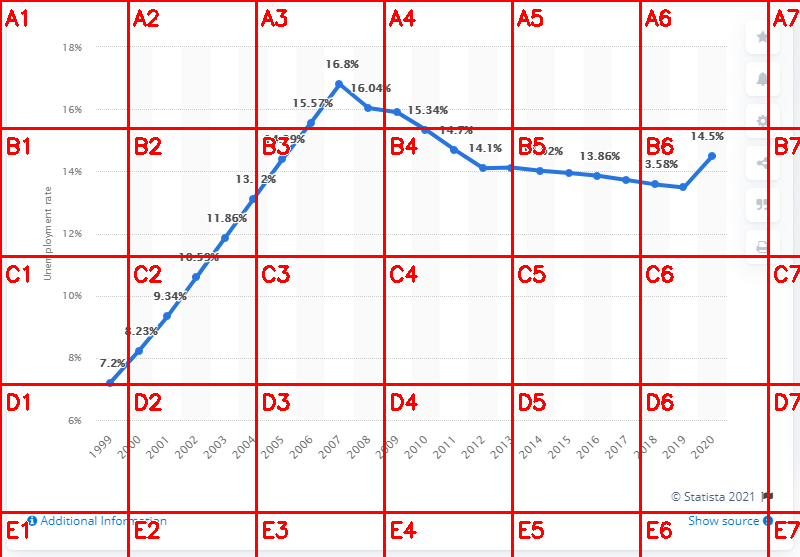 A1 A2 A3 A4 A5 A6 A7
18%
16.8%
16.04%
15.57%
16%
15.34%
14.7%
14.5%
B1 B2 B3 B4 B5 B6 B7
14.1%
13.86%
14%
11.86%
12%
Unemployment rate
10.59%
C1 C2 C3 C4 C5 C6 C7
9.34%
10%
8.23%
7.2%
8%
D1 D2 D3 D4 D5 D6 D7
6%
1999 2000 2001 2002 2003 2004 2005 2006 2007 2008 2009 2010 2011 2012 2013 2014 2015 2016 2017 2018 2019 2020
© Statista 2021
Additional Information
Show source
E1 E2 E3 E4 E5 E6 E7